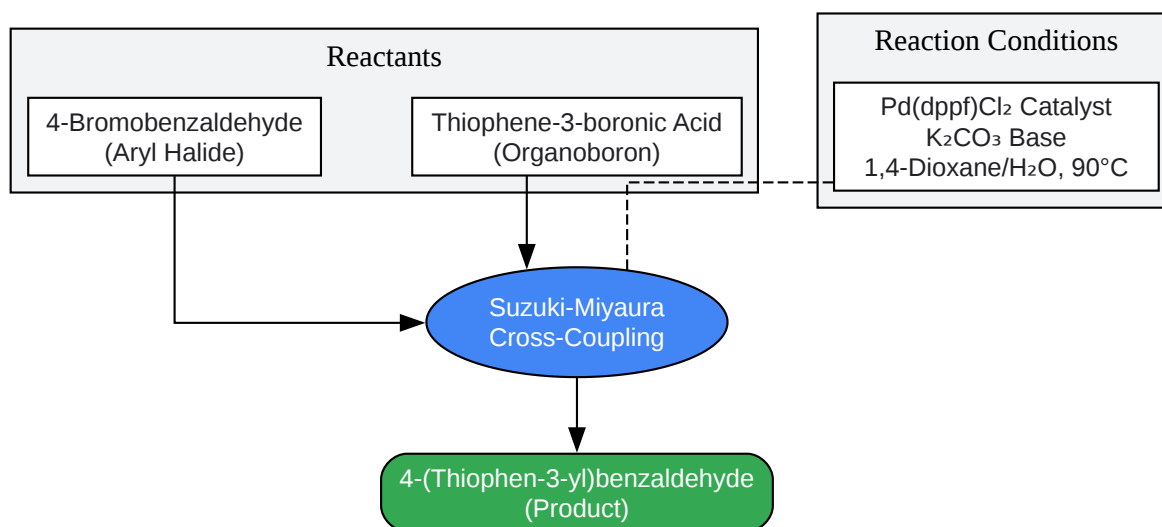 Reactants
4-Bromobenzaldehyde
(Aryl Halide)
Thiophene-3-boronic Acid
(Organoboron)
Reaction Conditions
Pd(dppf)Cl₂ Catalyst
K₂CO₃ Base
1,4-Dioxane/H₂O, 90°C
Suzuki-Miyaura
Cross-Coupling
4-(Thiophen-3-yl)benzaldehyde
(Product)